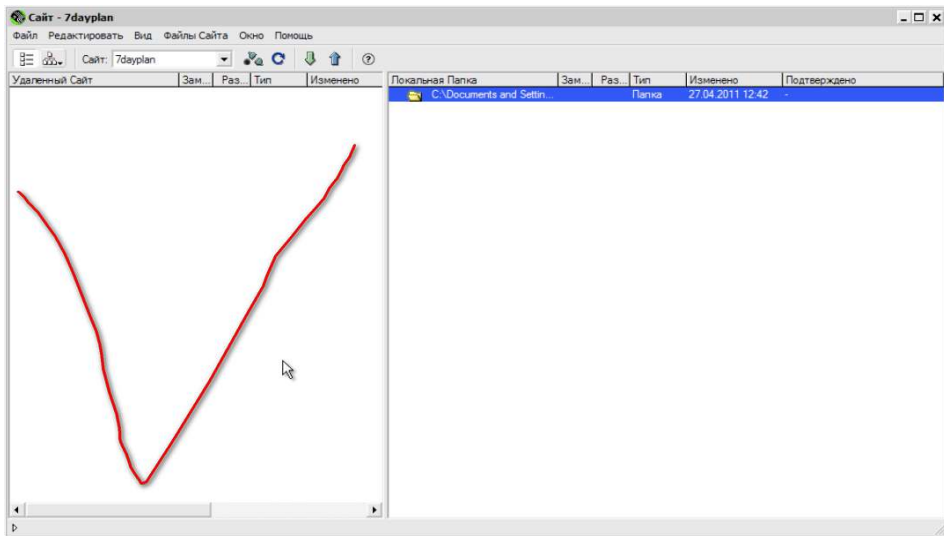 Сайт - 7dayplan
Файл Редактировать Вид Файлы Сайта Окно Помощь
Сайт: 7dayplan
Удаленный Сайт Зам... Раз... Тип Изменено Локальная Папка Зам... Раз... Тип Изменено Подтверждено
C:\Documents and Settin... Папка 27.04.2011 12:42 -